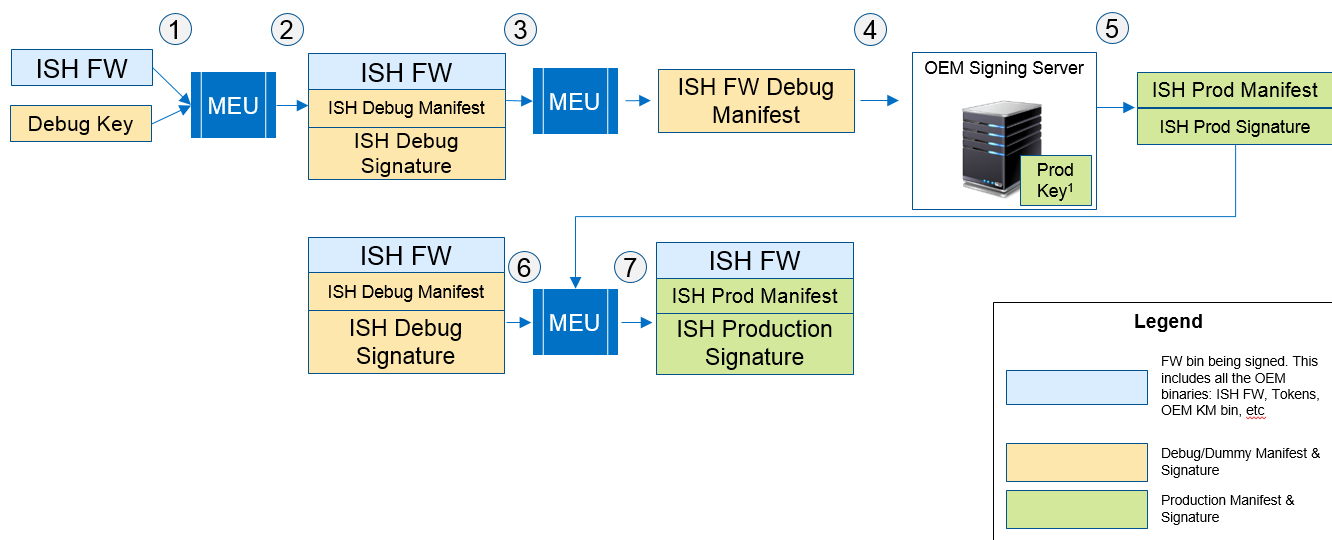 1
2
3
4
5
ISH FW
Debug Key
MEU
ISH FW
ISH Debug Manifest
ISH Debug
Signature
MEU
ISH FW Debug
Manifest
OEM Signing Server
Prod
Key1
ISH Prod Manifest
ISH Prod Signature
ISH FW
ISH Debug Manifest
ISH Debug
Signature
6
MEU
7
ISH FW
ISH Prod Manifest
ISH Production
Signature
Legend
FW bin being signed. This
includes all the OEM
binaries: ISH FW, Tokens,
OEM KM bin, etc
Debug/Dummy Manifest &
Signature
Production Manifest &
Signature